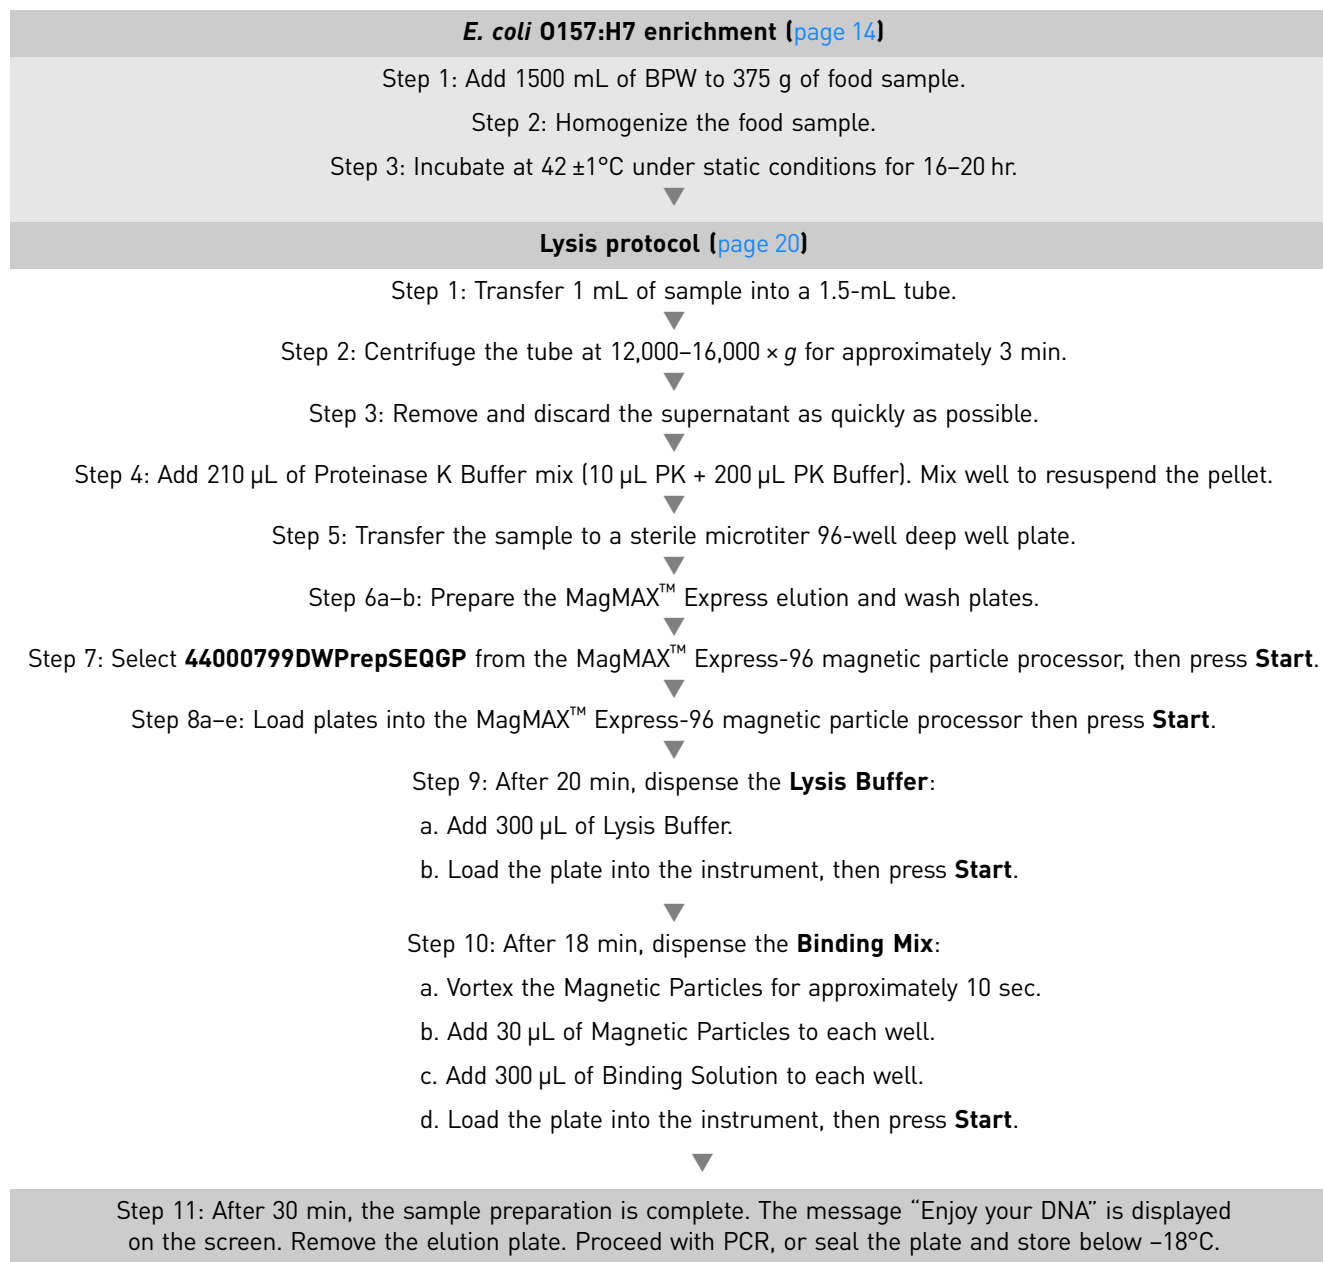 E. coli O157:H7 enrichment (page 14)
Step 1: Add 1500 mL of BPW to 375 g of food sample.
Step 2: Homogenize the food sample.
Step 3: Incubate at 42 ±1°C under static conditions for 16–20 hr.
Lysis protocol (page 20)
Step 1: Transfer 1 mL of sample into a 1.5-mL tube.
Step 2: Centrifuge the tube at 12,000–16,000 × g for approximately 3 min.
Step 3: Remove and discard the supernatant as quickly as possible.
Step 4: Add 210 µL of Proteinase K Buffer mix (10 µL PK + 200 µL PK Buffer). Mix well to resuspend the pellet.
Step 5: Transfer the sample to a sterile microtiter 96-well deep well plate.
Step 6a–b: Prepare the MagMAX™ Express elution and wash plates.
Step 7: Select 44000799DWPrepSEQGP from the MagMAX™ Express-96 magnetic particle processor, then press Start.
Step 8a–e: Load plates into the MagMAX™ Express-96 magnetic particle processor then press Start.
Step 9: After 20 min, dispense the Lysis Buffer:
a. Add 300 µL of Lysis Buffer.
b. Load the plate into the instrument, then press Start.
Step 10: After 18 min, dispense the Binding Mix:
a. Vortex the Magnetic Particles for approximately 10 sec.
b. Add 30 µL of Magnetic Particles to each well.
c. Add 300 µL of Binding Solution to each well.
d. Load the plate into the instrument, then press Start.
Step 11: After 30 min, the sample preparation is complete. The message “Enjoy your DNA” is displayed
on the screen. Remove the elution plate. Proceed with PCR, or seal the plate and store below –18°C.